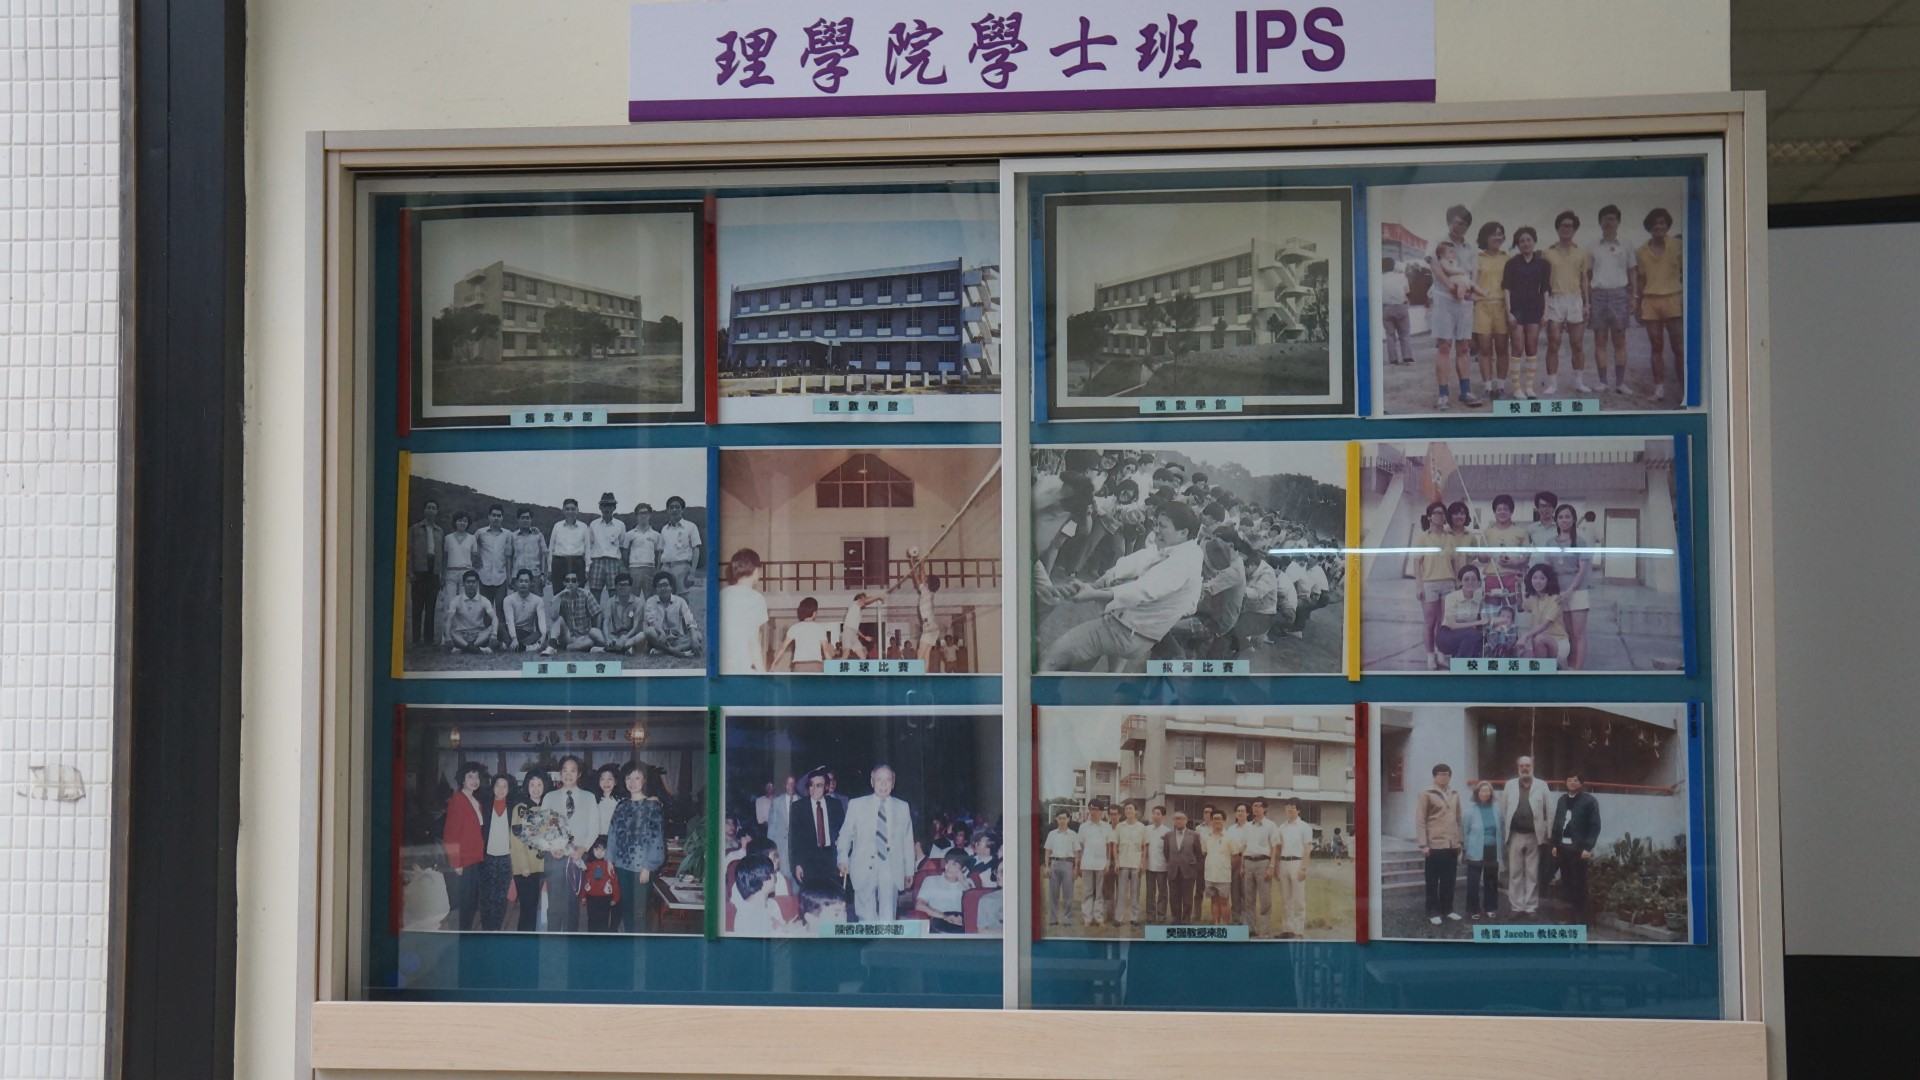 理學院學士班 IPS
舊數學館
舊數學館
舊數學館
校慶活動
運動會
排球比賽
拔河比賽
校慶活動
陳省身教授來訪
樊𰻞教授來訪
德國 Jacobs 教授來訪